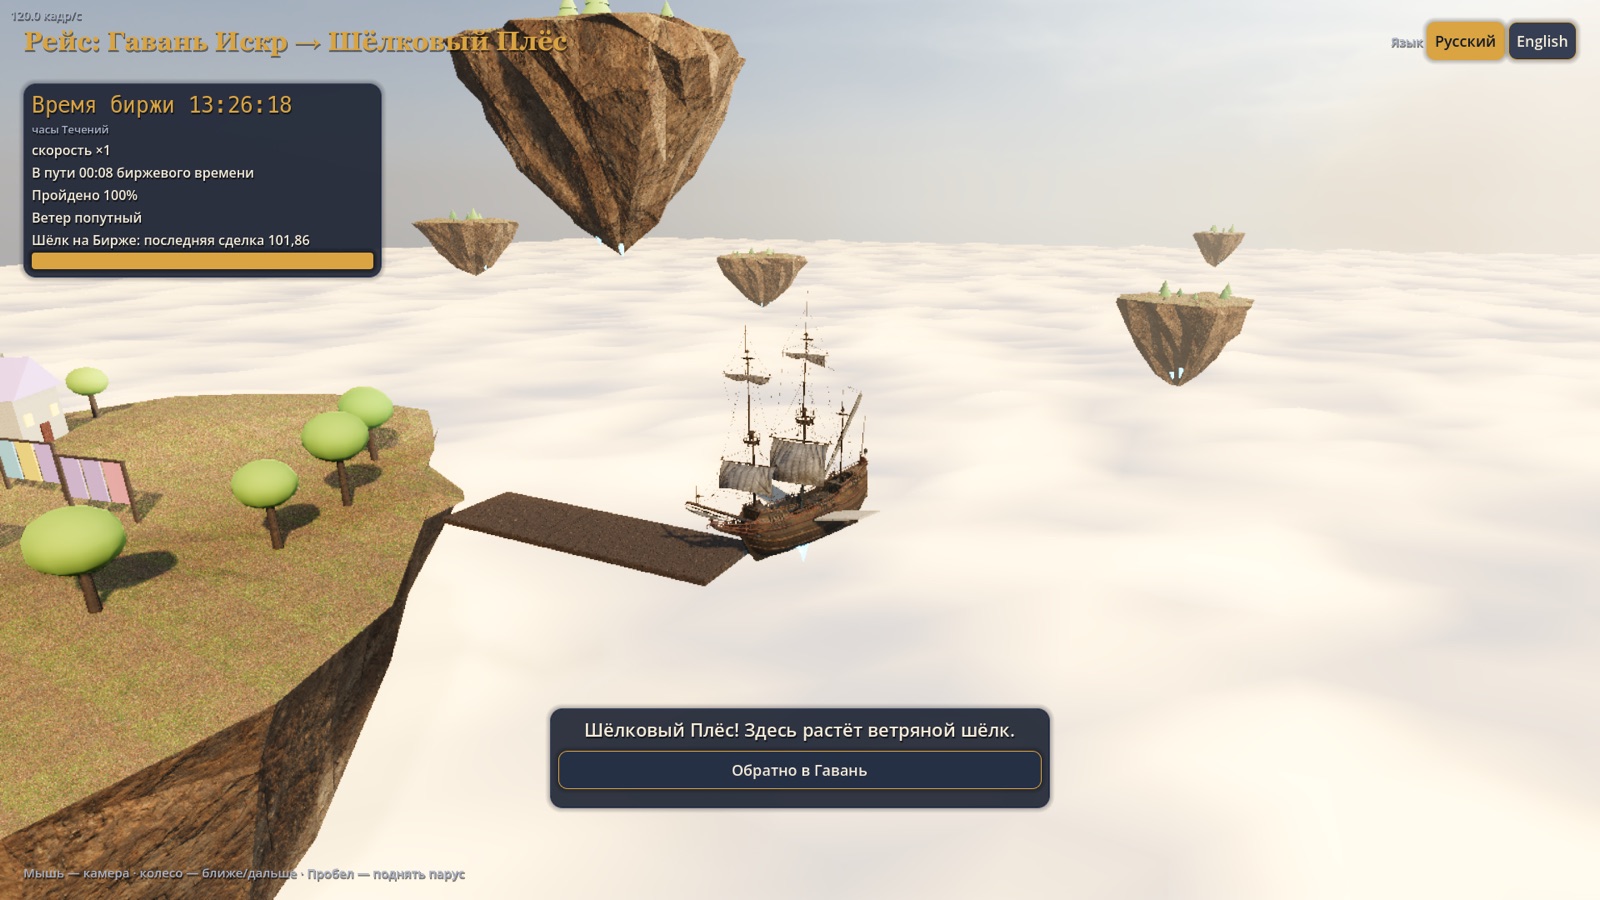 120.0 кадр/с
Рейс: Гавань Искр → Шёлковый Плёс
Язык Русский English
Время биржи 13:26:18
часы Течений
скорость ×1
В пути 00:08 биржевого времени
Пройдено 100%
Ветер попутный
Шёлк на Бирже: последняя сделка 101,86
Шёлковый Плёс! Здесь растёт ветряной шёлк.
Обратно в Гавань
Мышь — камера · колесо — ближе/дальше · Пробел — поднять парус